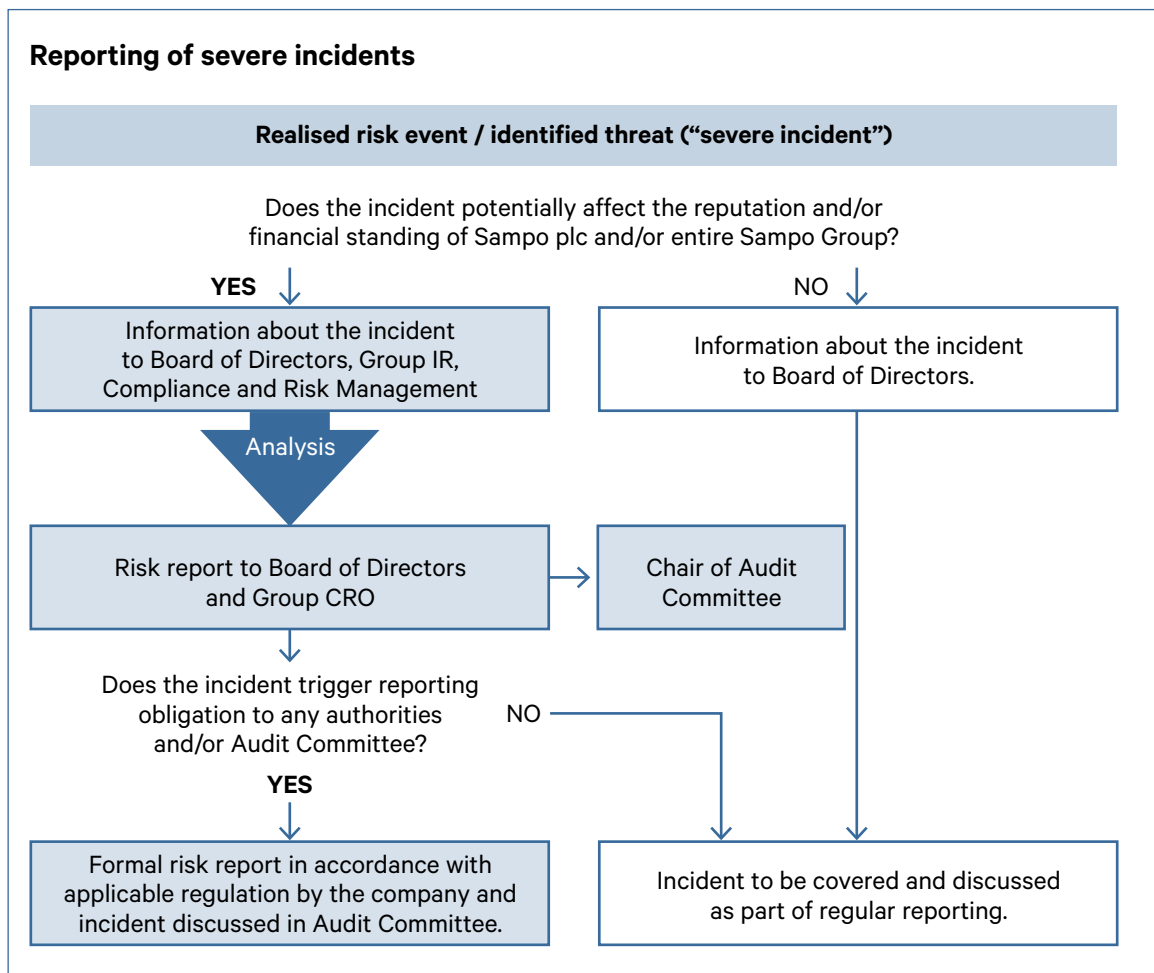 Reporting of severe incidents
Realised risk event / identified threat (“severe incident”)
Does the incident potentially affect the reputation and/or
financial standing of Sampo plc and/or entire Sampo Group?
YES
NO
Information about the incident
to Board of Directors, Group IR,
Compliance and Risk Management
Information about the incident
to Board of Directors.
Analysis
Risk report to Board of Directors
and Group CRO
Chair of Audit
Committee
Does the incident trigger reporting
obligation to any authorities
and/or Audit Committee?
NO
YES
Formal risk report in accordance with
applicable regulation by the company and
incident discussed in Audit Committee.
Incident to be covered and discussed
as part of regular reporting.